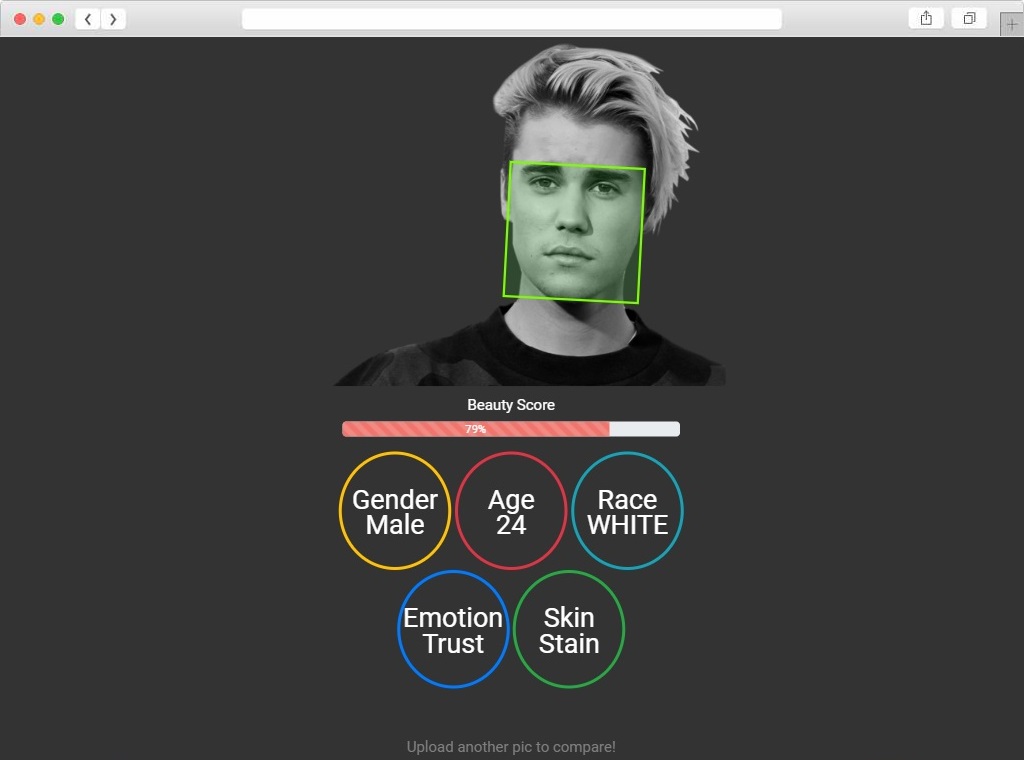 Beauty Score
79%
Gender
Male
Age
24
Race
WHITE
Emotion
Trust
Skin
Stain
Upload another pic to compare!